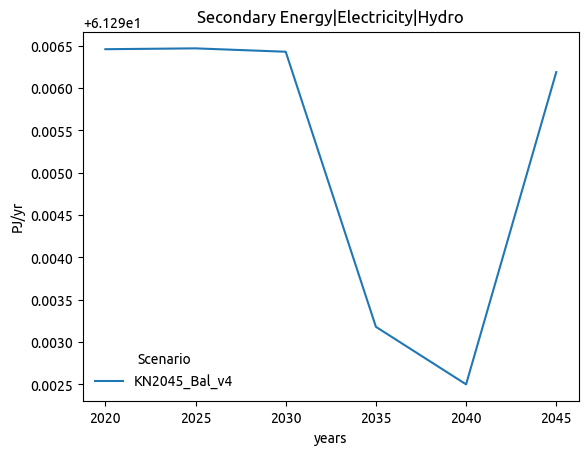 Secondary Energy|Electricity|Hydro
+6.129e1
0.0065
0.0060
0.0055
0.0050
0.0045
0.0040
0.0035
0.0030
0.0025
PJ/yr
Scenario
KN2045_Bal_v4
2020 2025 2030 2035 2040 2045
years